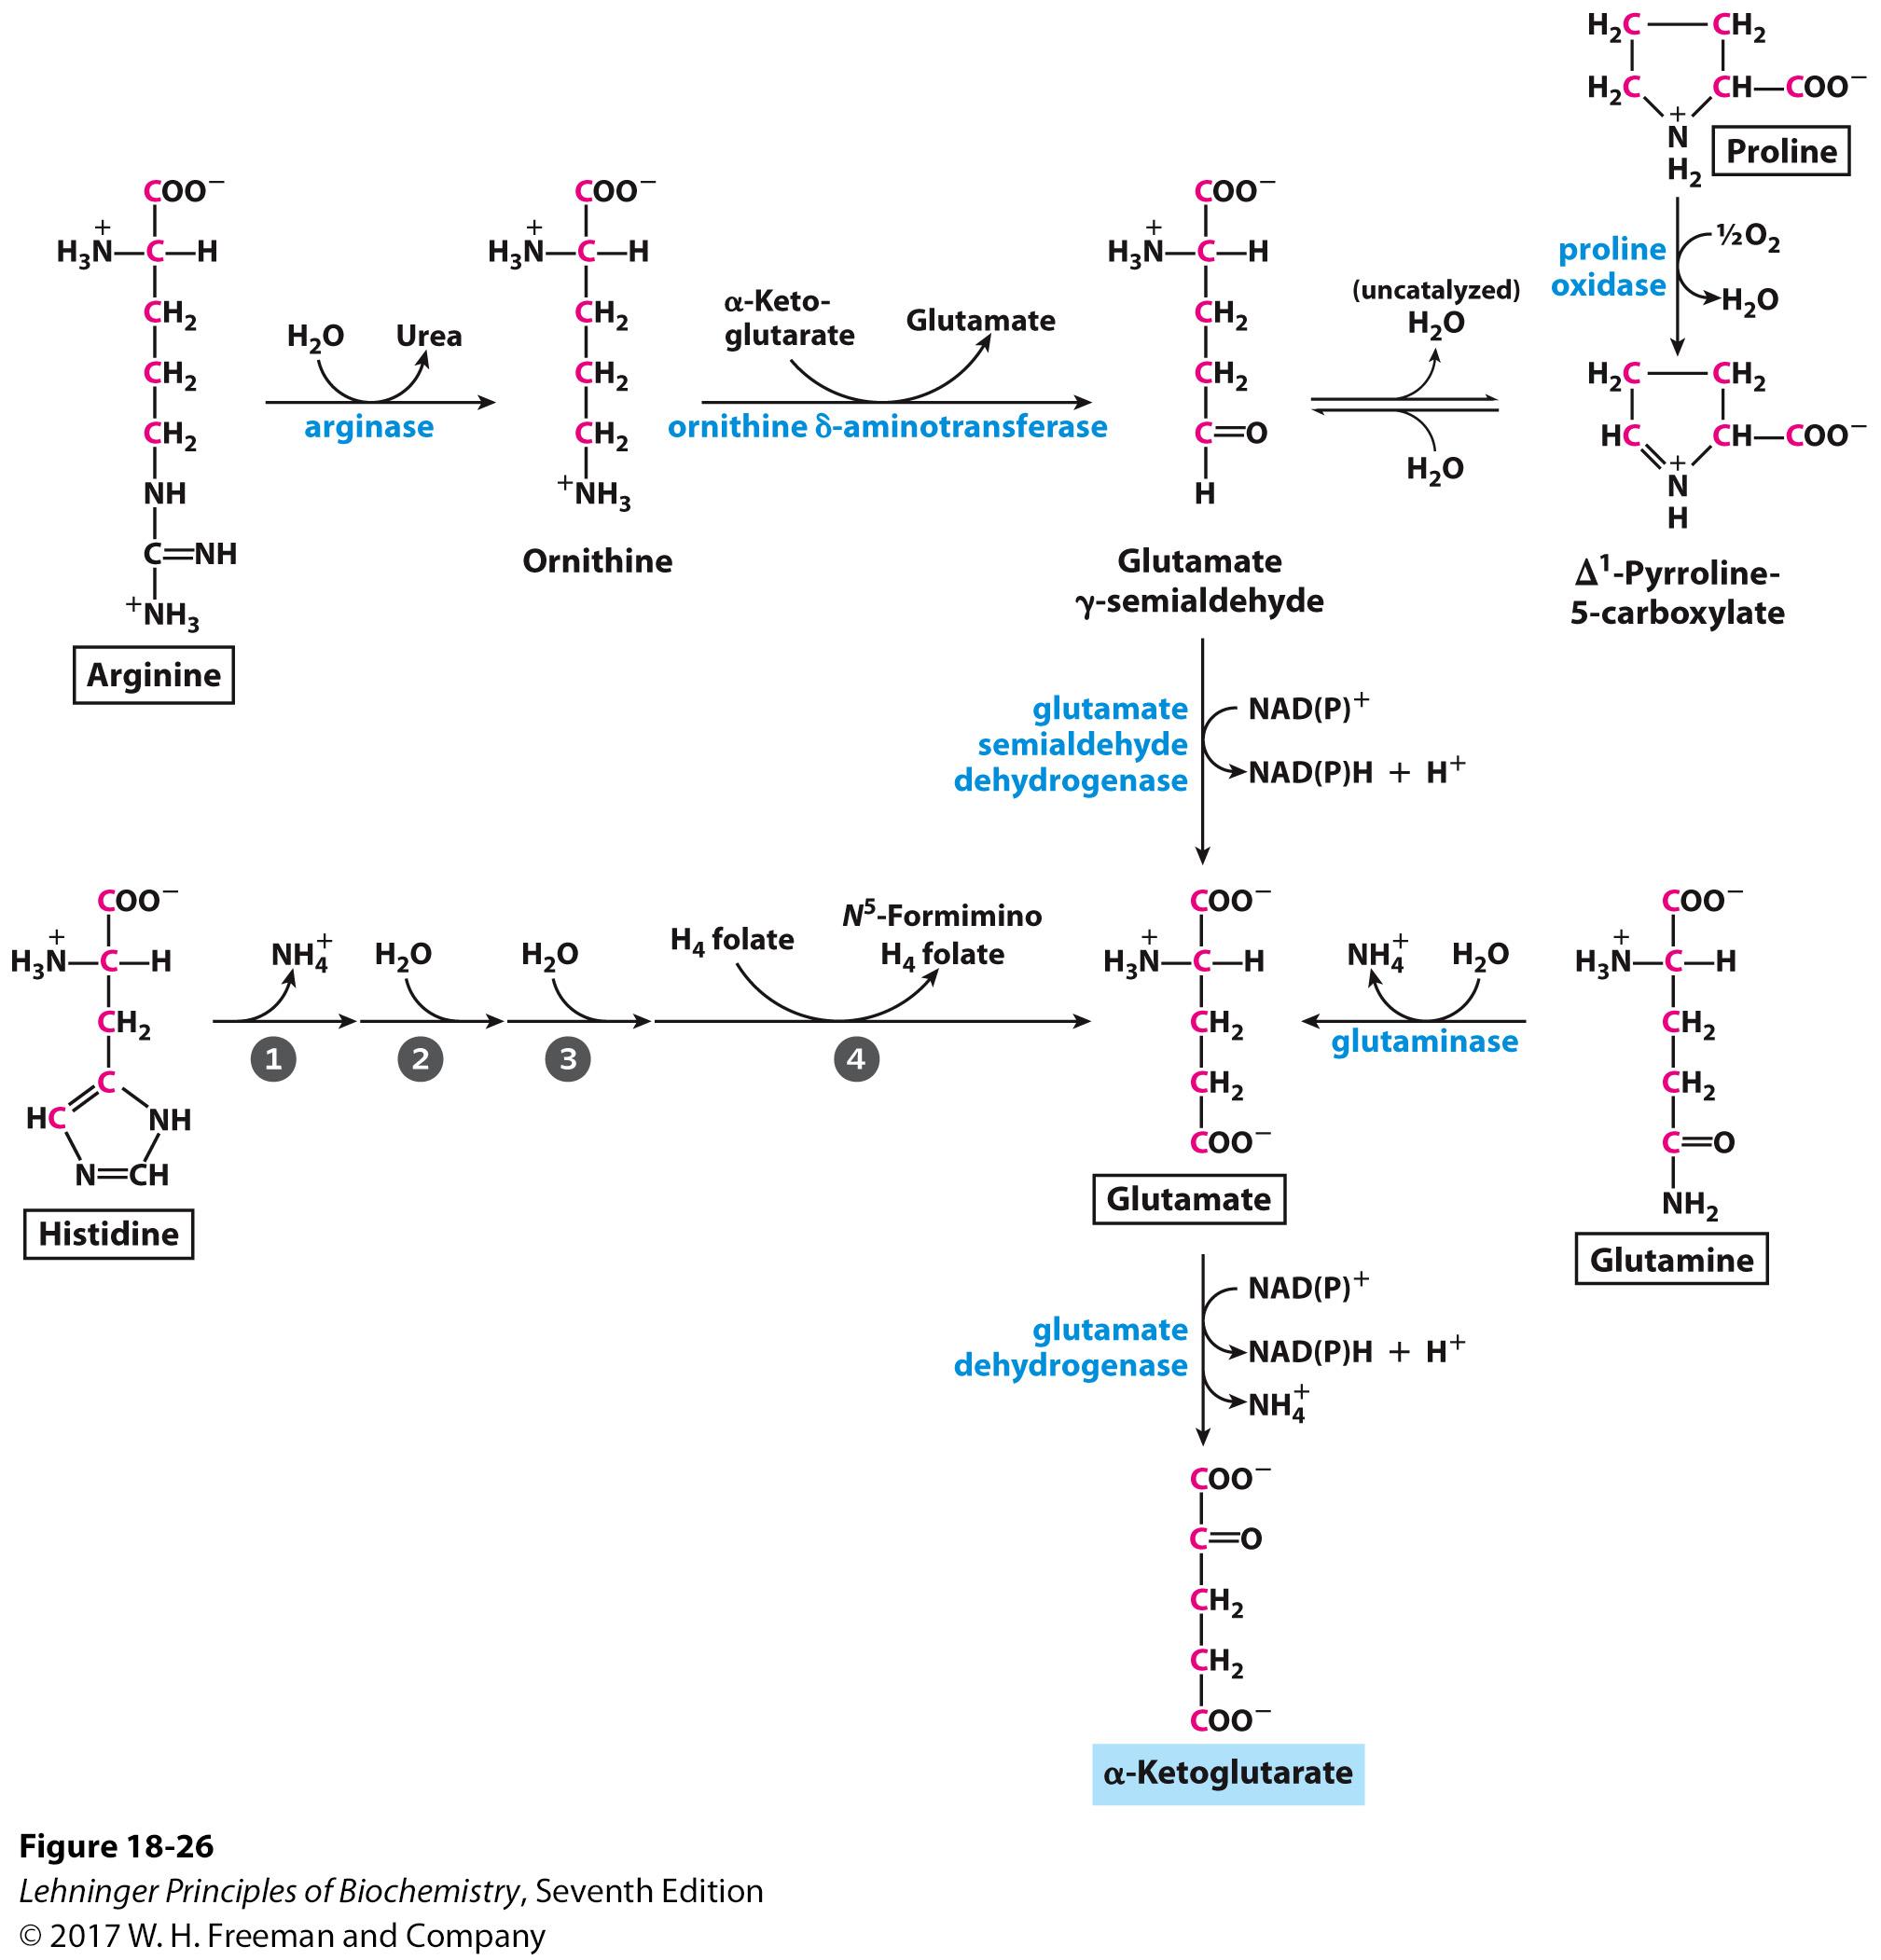 H₂C CH₂
H₂C CH—COO⁻
+
N
H₂
Proline
proline
oxidase
½O₂
H₂O
COO⁻
+
H₃N—C—H
CH₂
CH₂
CH₂
NH
C=NH
⁺NH₃
Arginine
H₂O Urea
arginase
COO⁻
+
H₃N—C—H
CH₂
CH₂
CH₂
⁺NH₃
Ornithine
α-Keto-
glutarate
Glutamate
ornithine δ-aminotransferase
COO⁻
+
H₃N—C—H
CH₂
CH₂
C=O
H
Glutamate
γ-semialdehyde
(uncatalyzed)
H₂O
H₂O
H₂C CH₂
HC CH—COO⁻
+
N
H
Δ¹-Pyrroline-
5-carboxylate
glutamate
semialdehyde
dehydrogenase
NAD(P)⁺
NAD(P)H + H⁺
COO⁻
+
H₃N—C—H
CH₂
C
HC NH
N=CH
Histidine
NH₄⁺
1
H₂O
2
H₂O
3
H₄ folate
N⁵-Formimino
H₄ folate
4
COO⁻
+
H₃N—C—H
CH₂
CH₂
COO⁻
Glutamate
NH₄⁺ H₂O
glutaminase
COO⁻
+
H₃N—C—H
CH₂
CH₂
C=O
NH₂
Glutamine
glutamate
dehydrogenase
NAD(P)⁺
NAD(P)H + H⁺
NH₄⁺
COO⁻
C=O
CH₂
CH₂
COO⁻
α-Ketoglutarate
Figure 18-26
Lehninger Principles of Biochemistry, Seventh Edition
© 2017 W. H. Freeman and Company